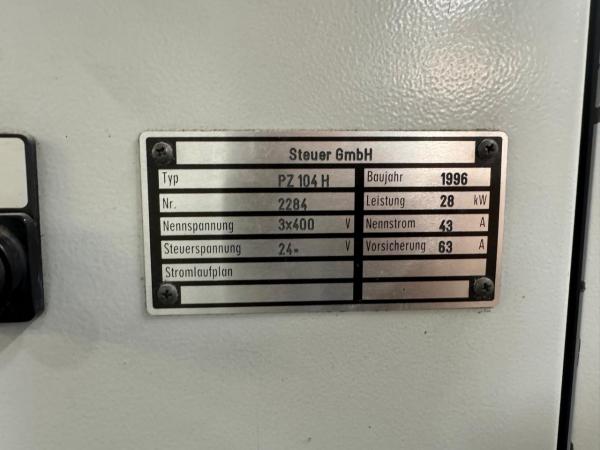 Steuer GmbH
Typ PZ 104 H Baujahr 1996
Nr. 2284 Leistung 28 kW
Nennspannung 3x400 V Nennstrom 43 A
Steuerspannung 24= V Vorsicherung 63 A
Stromlaufplan